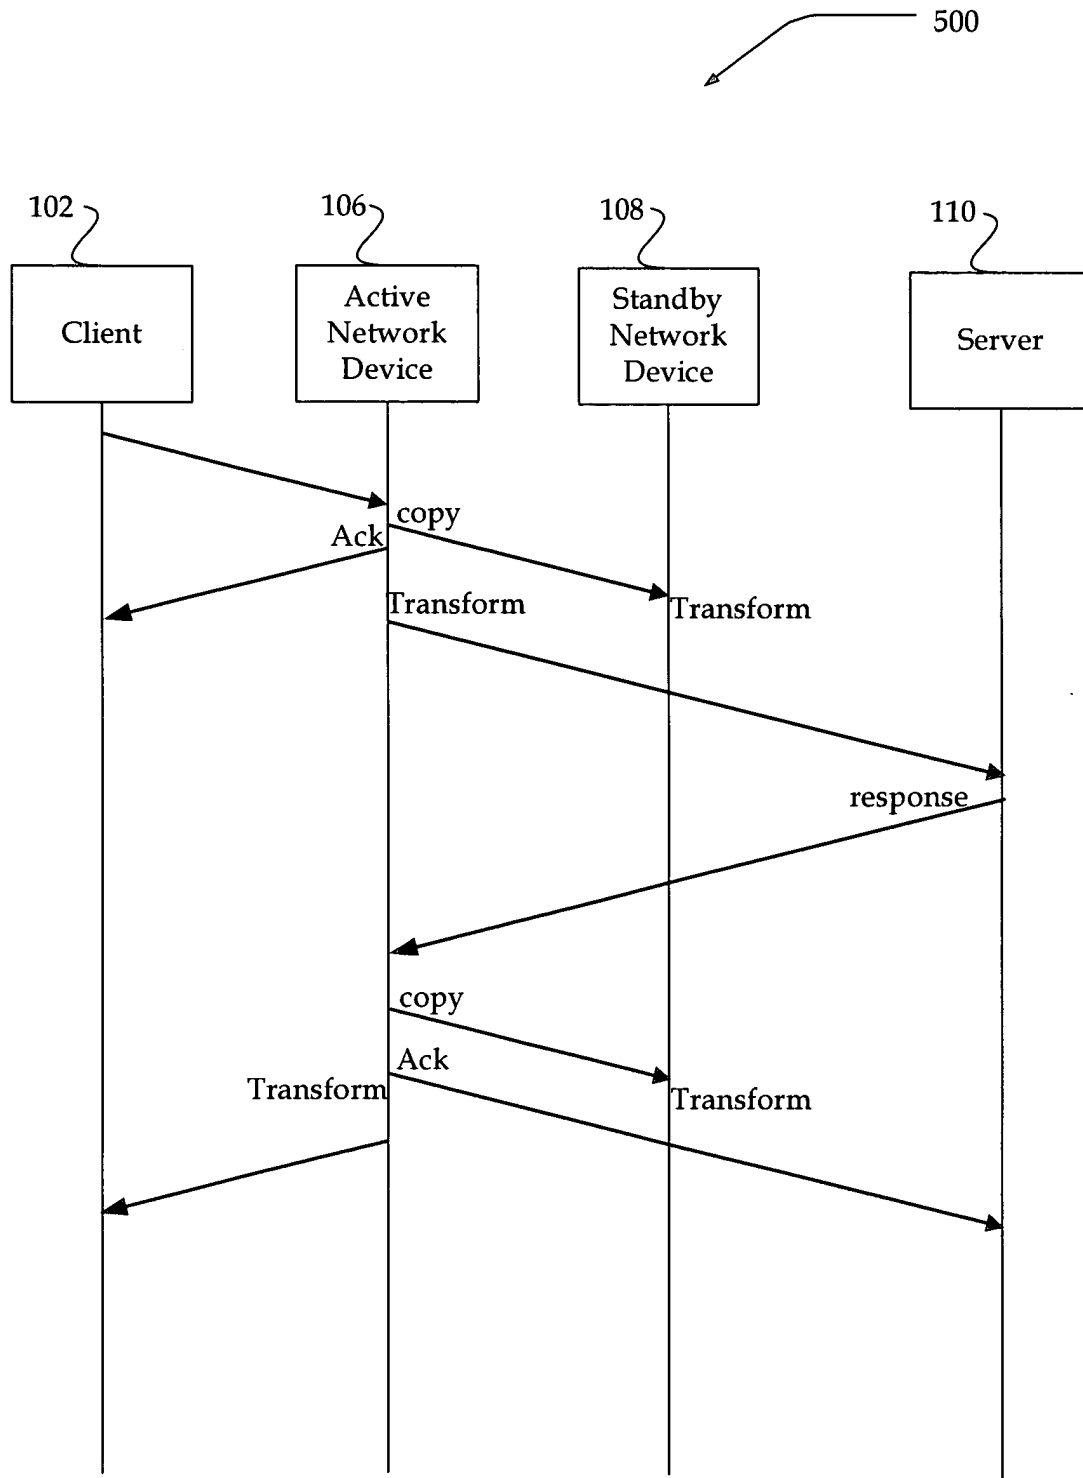 500
102
106
108
110
Client
Active
Network
Device
Standby
Network
Device
Server
copy
Ack
Transform
Transform
response
copy
Ack
Transform
Transform